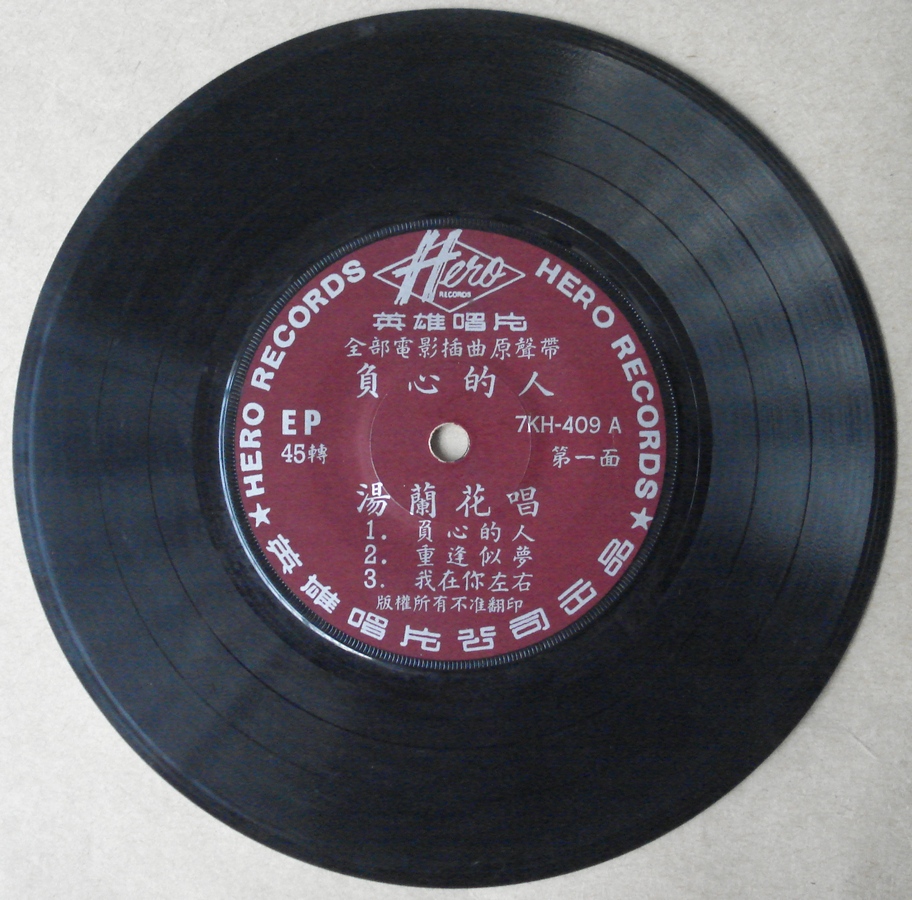 Hero
RECORDS
HERO RECORDS
HERO RECORDS
英雄唱片
全部電影插曲原聲帶
負心的人
EP
45轉
7KH-409 A
第一面
湯蘭花唱
1. 負心的人
2. 重逢似夢
3. 我在你左右
版權所有不准翻印
★英雄唱片公司出品★